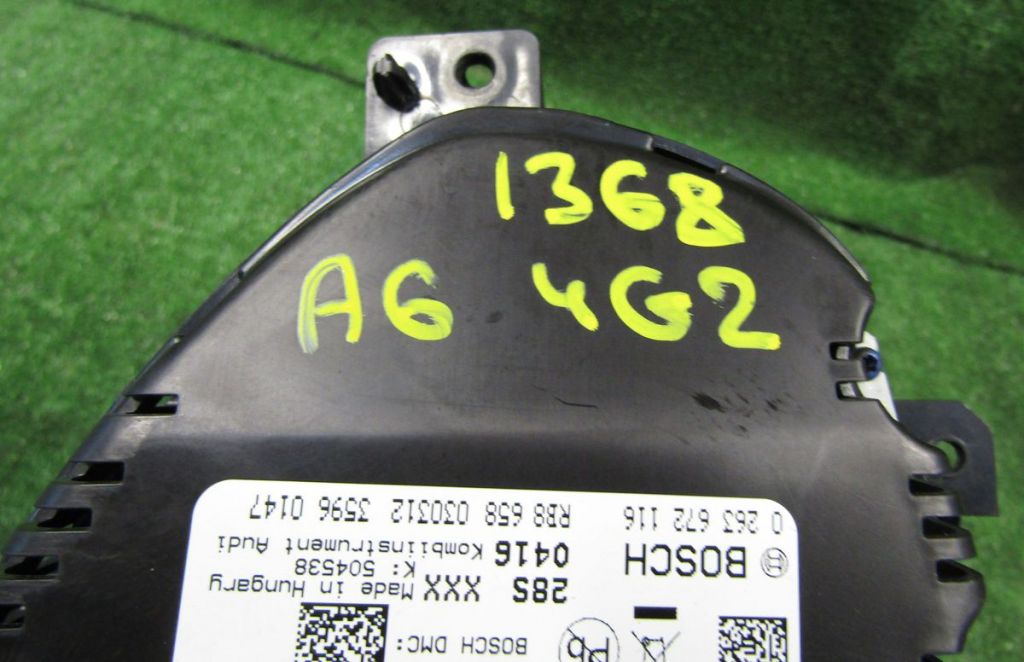 1368
A6 4G2
BOSCH DMC:
Pb
28S XXX Made in Hungary
K: 504538
0416 Kombiinstrument Audi
BOSCH
0 263 672 116 RB8 658 030312 3596 0147